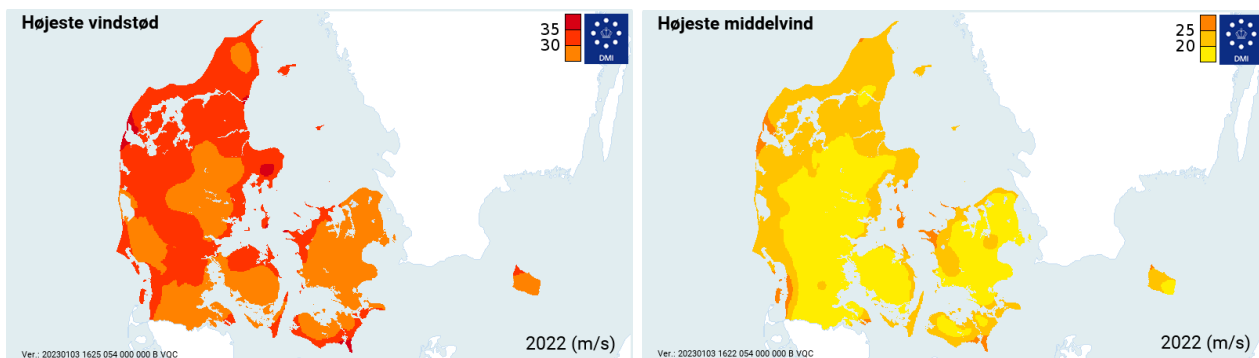 Højeste vindstød
35
30
DMI
2022 (m/s)
Ver.: 20230103 1625 054 000 000 B VQC
Højeste middelvind
25
20
DMI
2022 (m/s)
Ver.: 20230103 1622 054 000 000 B VQC